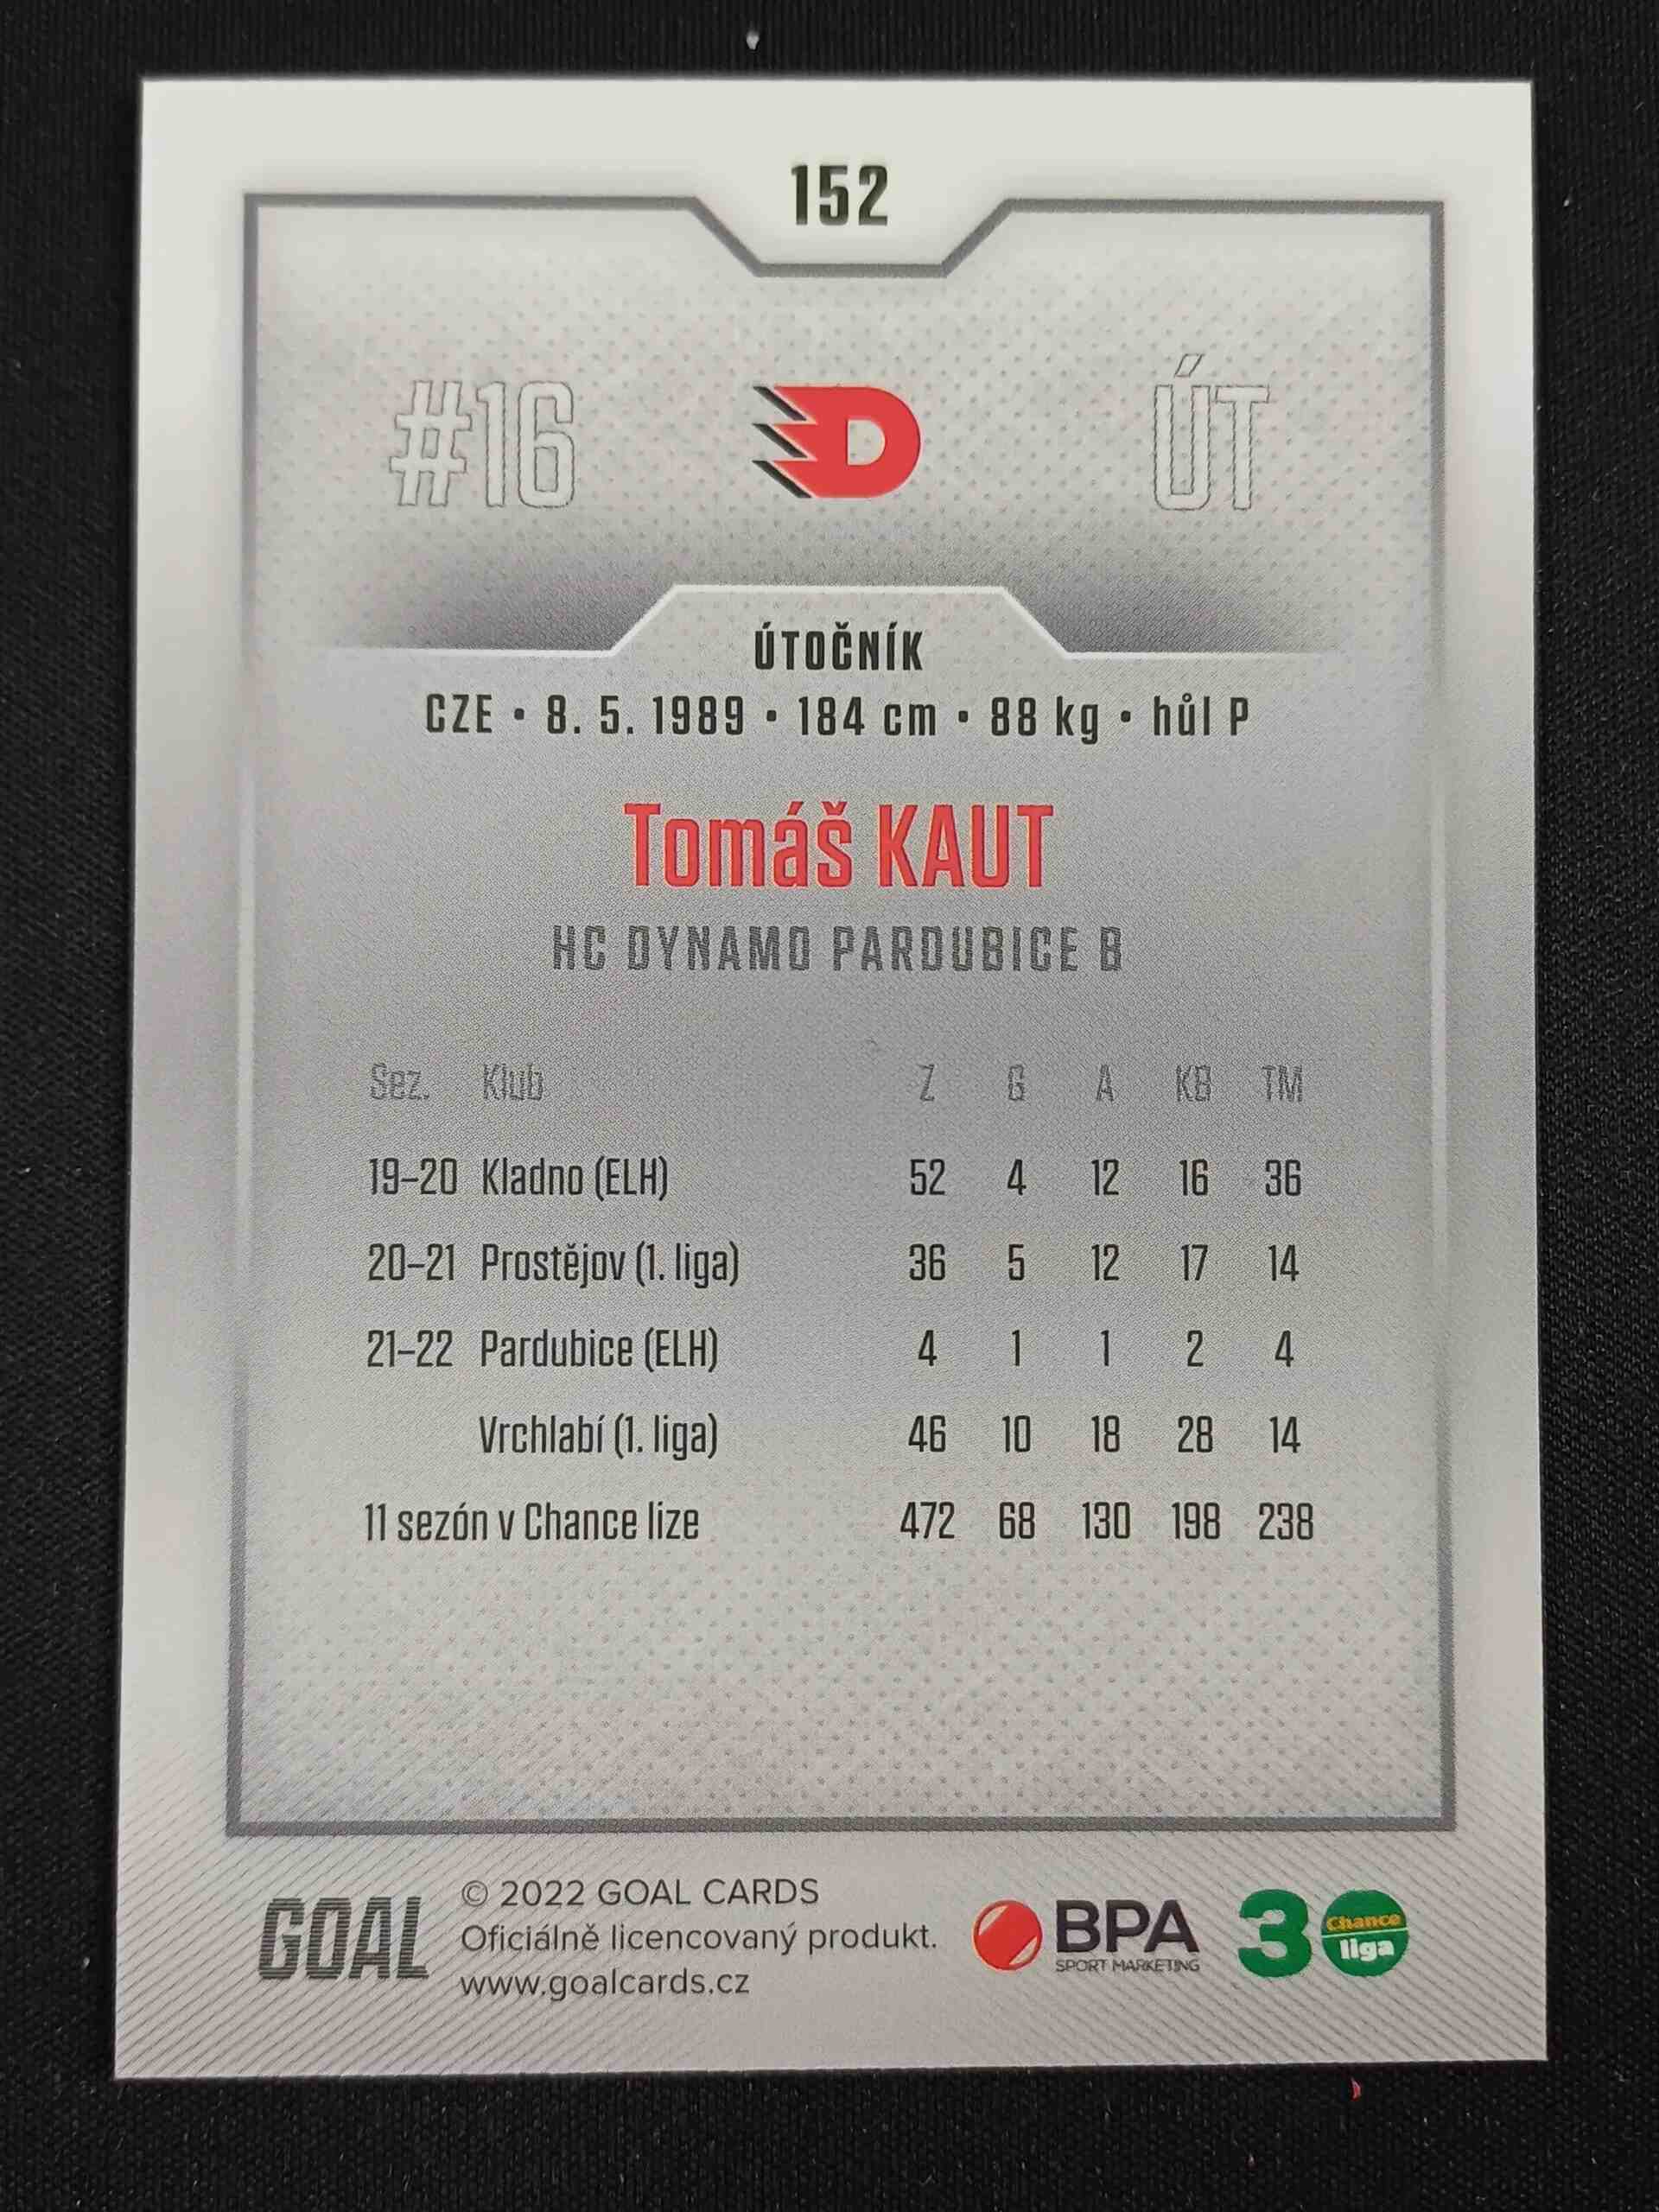 152
#16 D ÚT
ÚTOČNÍK
CZE • 8. 5. 1989 • 184 cm • 88 kg • hůl P
Tomáš KAUT
HC DYNAMO PARDUBICE B
Sez. Klub Z G A KB TM
19–20 Kladno (ELH) 52 4 12 16 36
20–21 Prostějov (1. liga) 36 5 12 17 14
21–22 Pardubice (ELH) 4 1 1 2 4
Vrchlabí (1. liga) 46 10 18 28 14
11 sezón v Chance lize 472 68 130 198 238
GOAL
© 2022 GOAL CARDS
Oficiálně licencovaný produkt.
www.goalcards.cz
BPA
SPORT MARKETING
30
Chance
liga